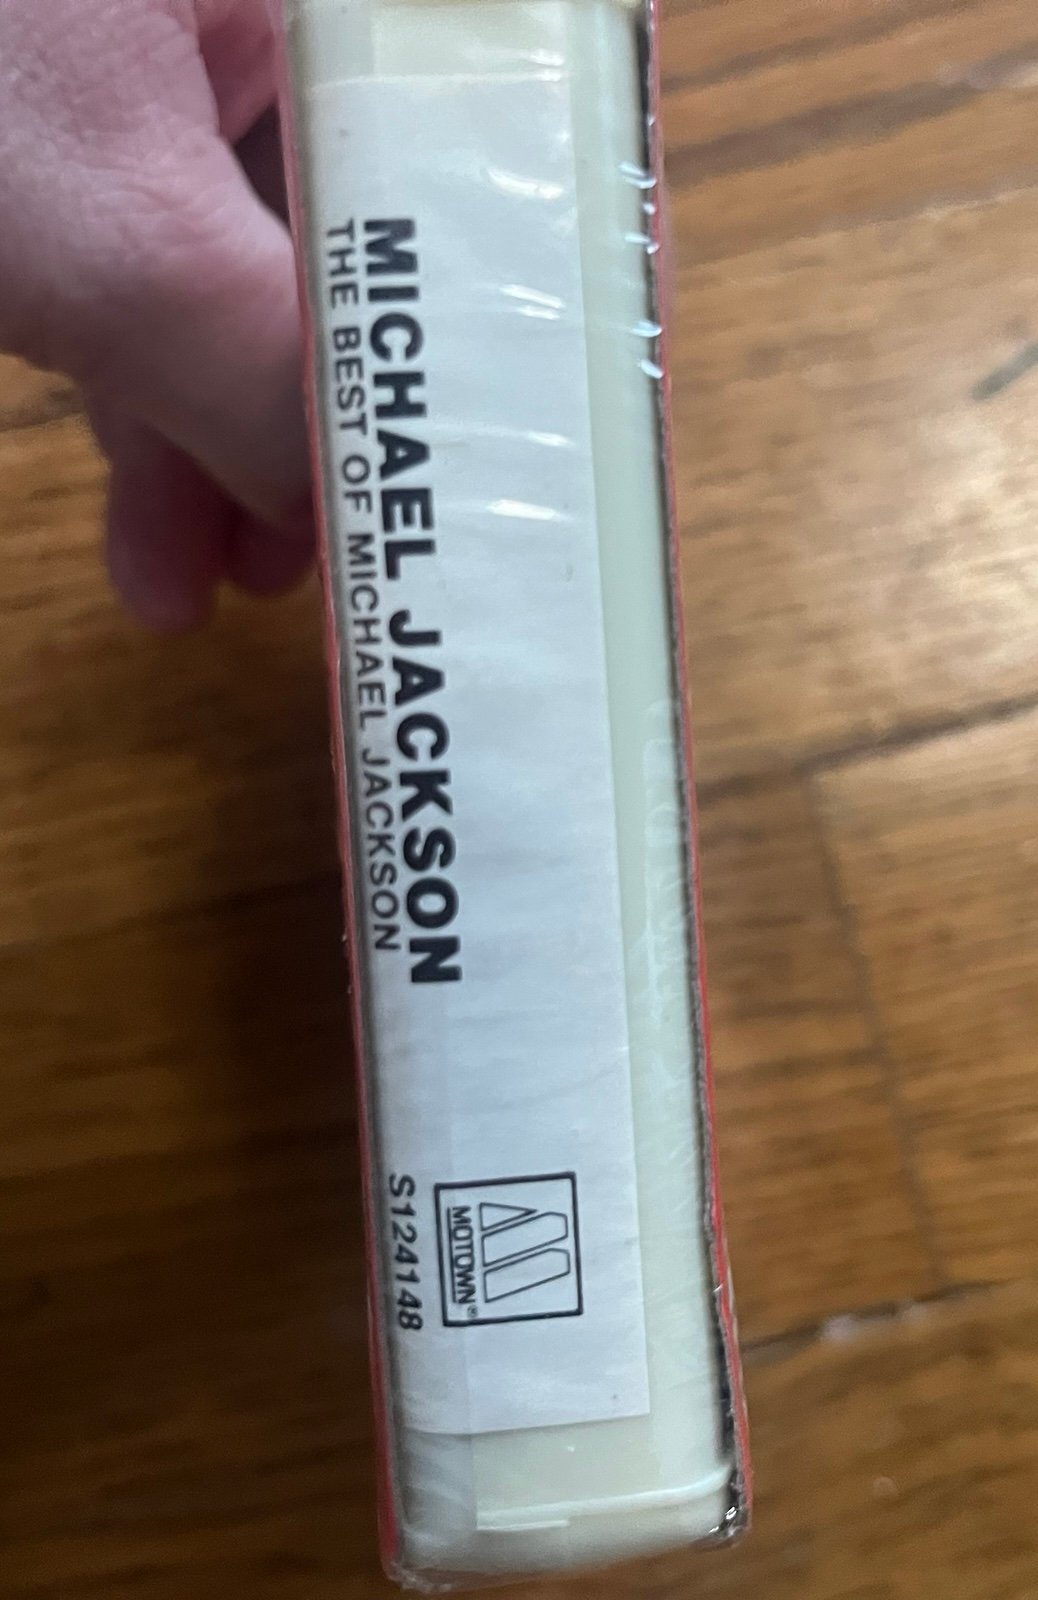 MICHAEL JACKSON
THE BEST OF MICHAEL JACKSON
MOTOWN®
S124148